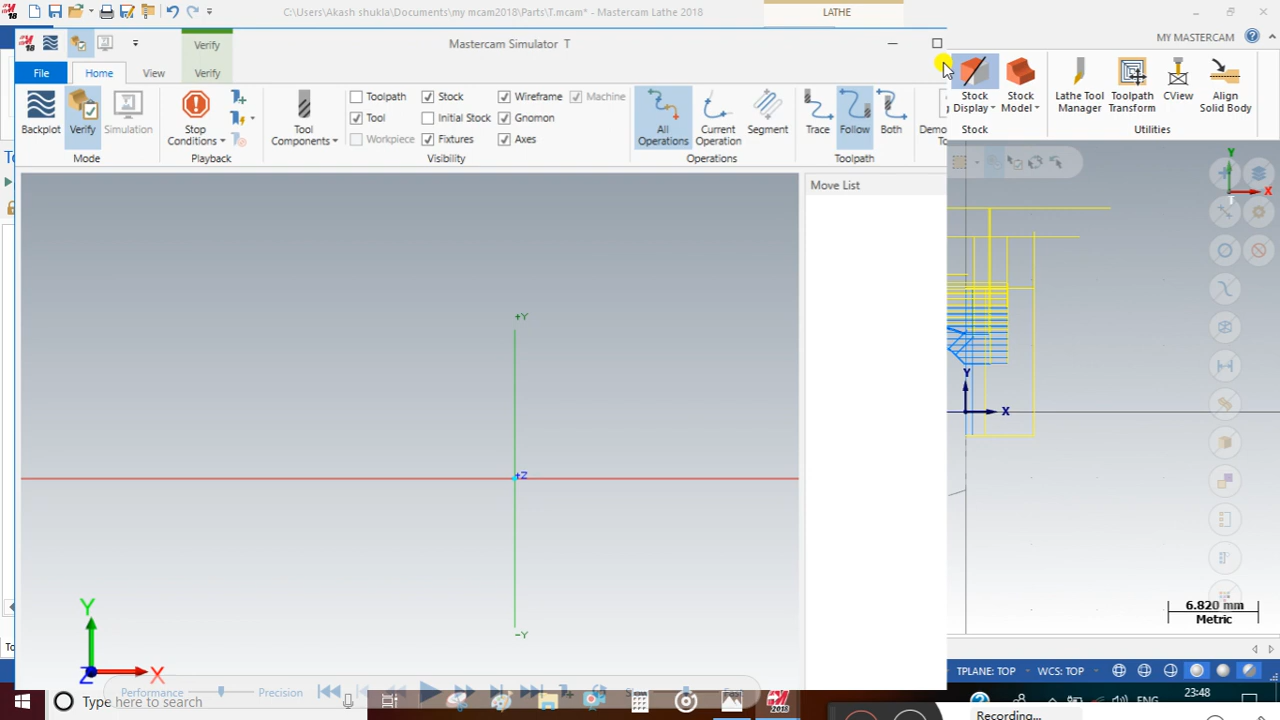 C:\Users\Akash shukla\Documents\my mcam2018\Parts\T.mcam* - Mastercam Lathe 2018
LATHE
MY MASTERCAM
Verify
Mastercam Simulator T
File
Home
View
Verify
Backplot
Verify
Simulation
Mode
Stop Conditions
Playback
Tool Components
Toolpath
Tool
Workpiece
Stock
Initial Stock
Fixtures
Wireframe
Gnomon
Axes
Machine
Visibility
All Operations
Current Operation
Segment
Operations
Trace
Follow
Both
Toolpath
Stock Display
Stock Model
Stock
Lathe Tool Manager
Toolpath Transform
CView
Align Solid Body
Utilities
Move List
+Y
+Z
-Y
Y
X
Z
Y
X
Y
X
6.820 mm
Metric
TPLANE: TOP
WCS: TOP
Performance
Precision
Type here to search
2018
ENG
23:48
Recording...